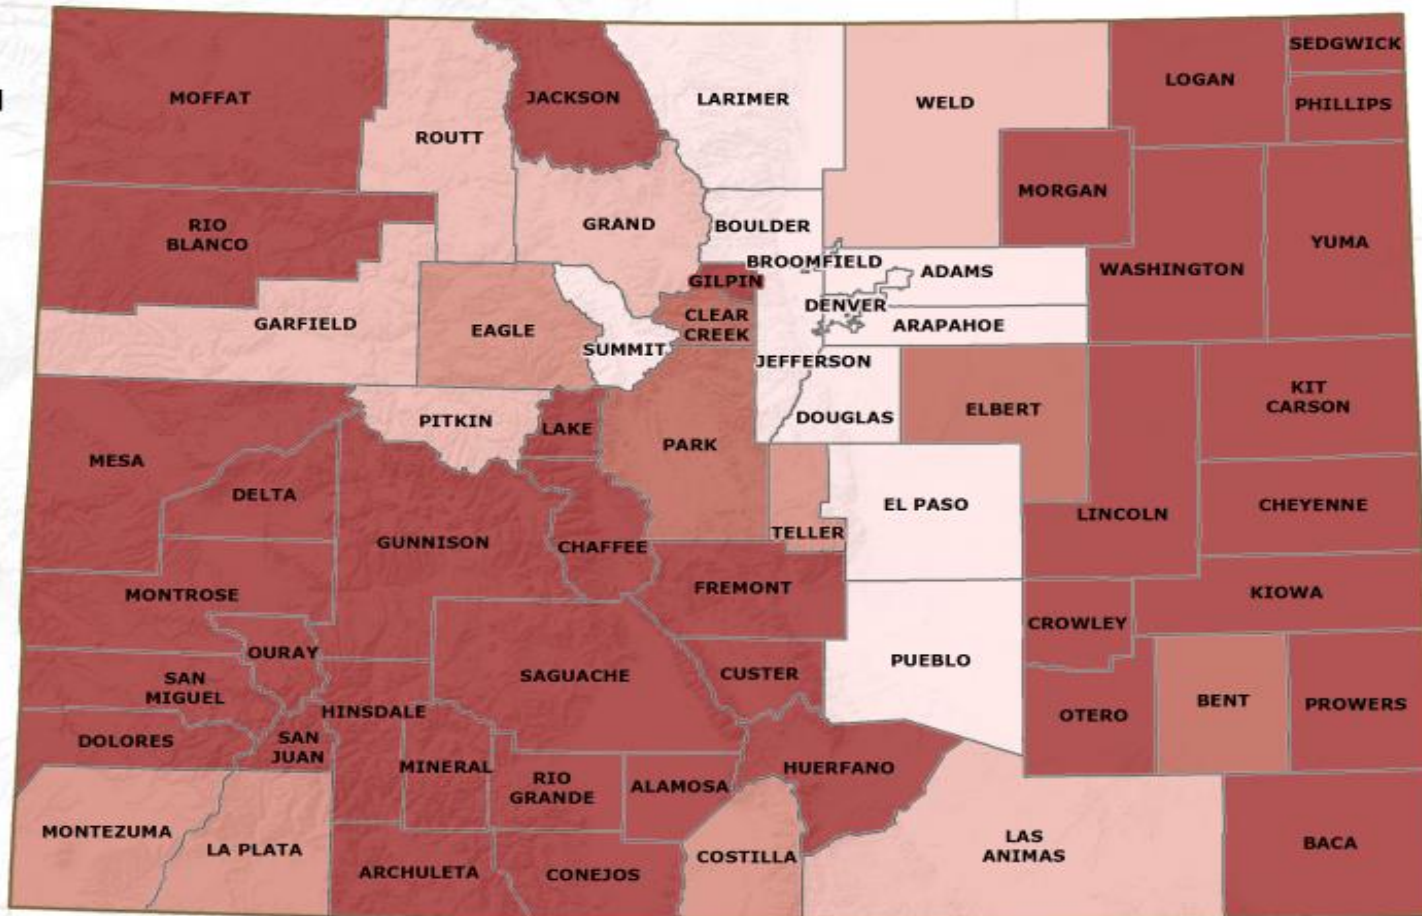 SEDGWICK
LOGAN
MOFFAT
JACKSON
LARIMER
WELD
PHILLIPS
ROUTT
MORGAN
RIO
BLANCO
GRAND
BOULDER
YUMA
BROOMFIELD
ADAMS
WASHINGTON
GILPIN
DENVER
GARFIELD
EAGLE
CLEAR
CREEK
ARAPAHOE
SUMMIT
JEFFERSON
KIT
CARSON
PITKIN
LAKE
DOUGLAS
ELBERT
PARK
MESA
DELTA
EL PASO
CHEYENNE
LINCOLN
TELLER
GUNNISON
CHAFFEE
MONTROSE
FREMONT
KIOWA
CROWLEY
OURAY
PUEBLO
SAN
MIGUEL
SAGUACHE
CUSTER
BENT
PROWERS
HINSDALE
OTERO
DOLORES
SAN
JUAN
MINERAL
RIO
GRANDE
ALAMOSA
HUERFANO
MONTEZUMA
LA PLATA
COSTILLA
LAS
ANIMAS
BACA
ARCHULETA
CONEJOS